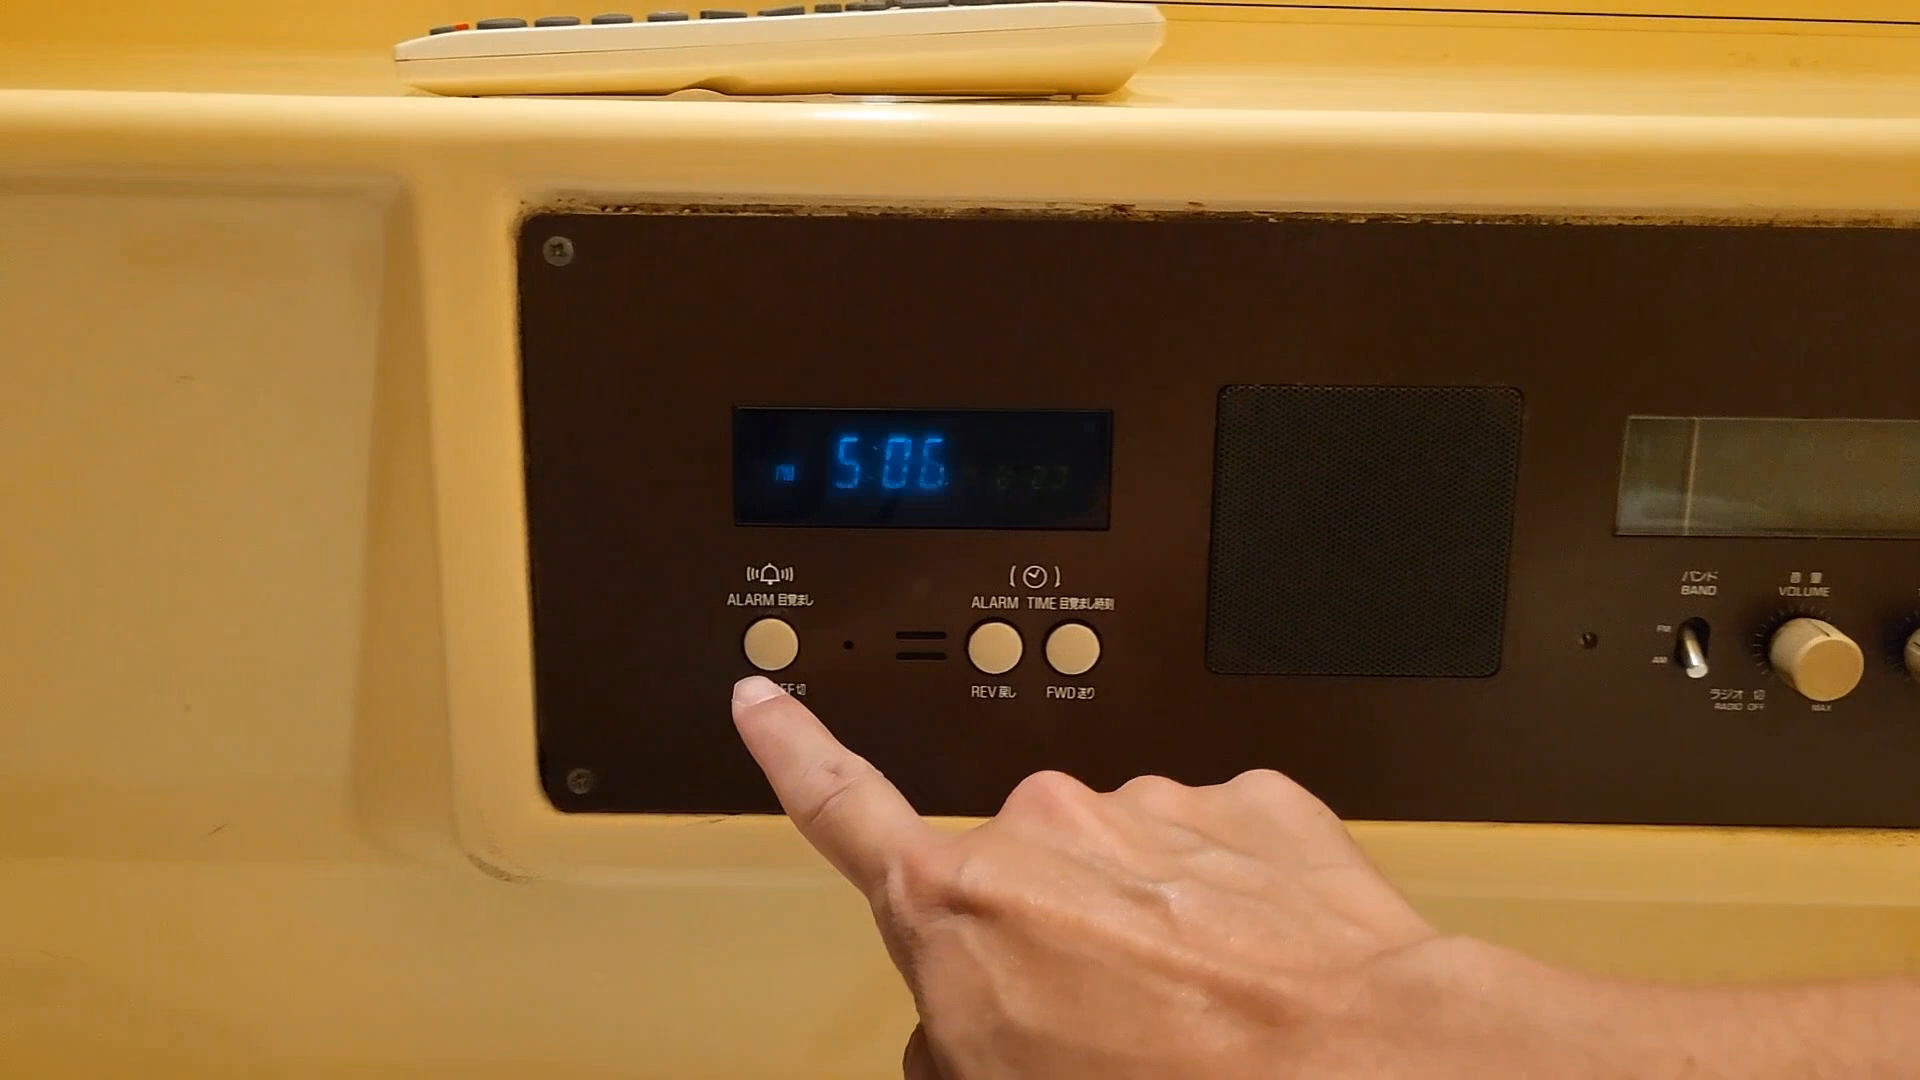 PM 5:06
ALARM 目覚まし
ALARM TIME 目覚まし時刻
切
REV 戻し
FWD 送り
バンド
BAND
音量
VOLUME
FM
AM
ラジオ 切
RADIO OFF
MAX